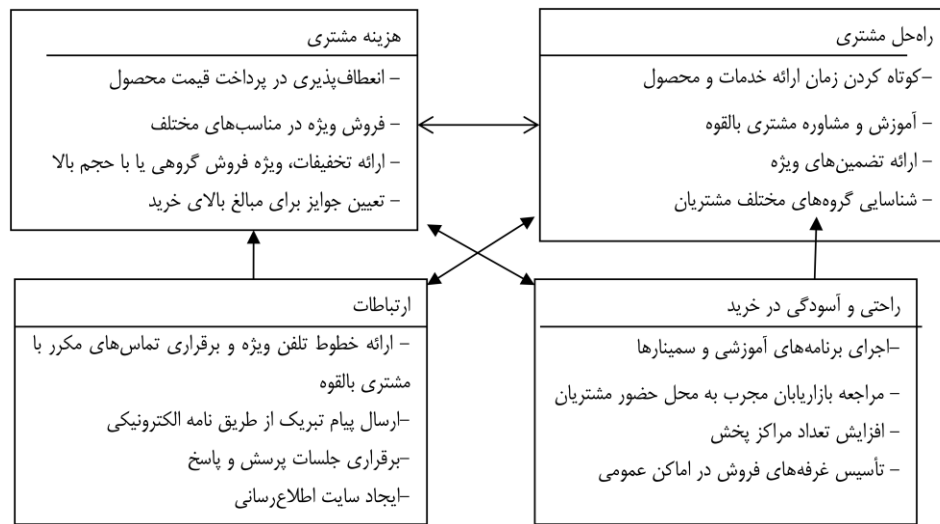 راه‌حل مشتری
–کوتاه کردن زمان ارائه خدمات و محصول
– آموزش و مشاوره مشتری بالقوه
– ارائه تضمین‌های ویژه
– شناسایی گروه‌های مختلف مشتریان
هزینه مشتری
– انعطاف‌پذیری در پرداخت قیمت محصول
– فروش ویژه در مناسب‌های مختلف
– ارائه تخفیفات، ویژه فروش گروهی یا با حجم بالا
– تعیین جوایز برای مبالغ بالای خرید
راحتی و آسودگی در خرید
–اجرای برنامه‌های آموزشی و سمینارها
– مراجعه بازاریابان مجرب به محل حضور مشتریان
– افزایش تعداد مراکز پخش
– تأسیس غرفه‌های فروش در اماکن عمومی
ارتباطات
– ارائه خطوط تلفن ویژه و برقراری تماس‌های مکرر با
مشتری بالقوه
–ارسال پیام تبریک از طریق نامه الکترونیکی
–برقراری جلسات پرسش و پاسخ
–ایجاد سایت اطلاع‌رسانی